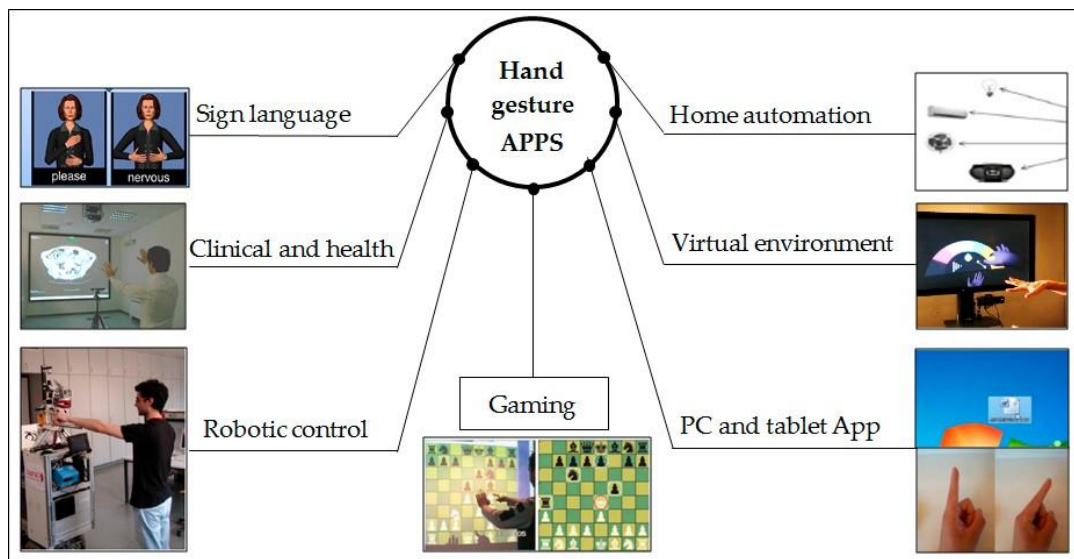 Hand
gesture
APPS
Sign language
please
nervous
Clinical and health
Robotic control
Gaming
Home automation
Virtual environment
PC and tablet App